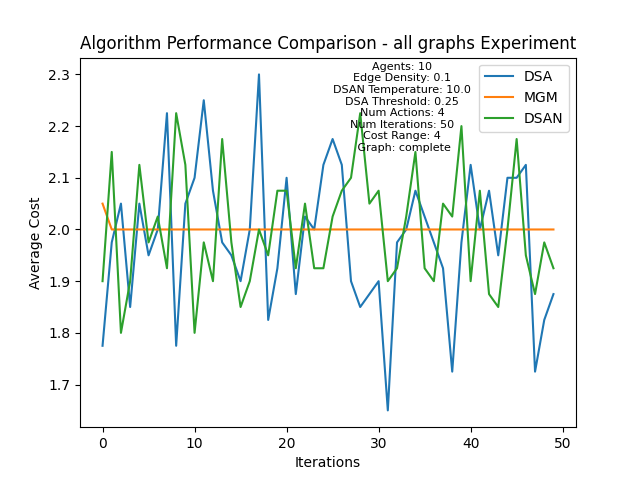 Algorithm Performance Comparison - all graphs Experiment
Agents: 10
Edge Density: 0.1
DSAN Temperature: 10.0
DSA Threshold: 0.25
Num Actions: 4
Num Iterations: 50
Cost Range: 4
Graph: complete
DSA
MGM
DSAN
2.3
2.2
2.1
2.0
1.9
1.8
1.7
Average Cost
0
10
20
30
40
50
Iterations